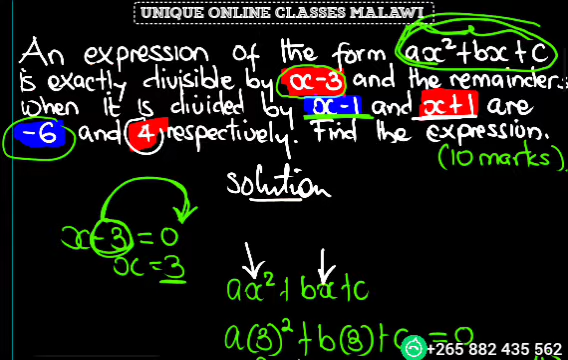 UNIQUE ONLINE CLASSES MALAWI
An expression of the form ax²+bx+c
is exactly divisible by x-3 and the remainder
when it is divided by x-1 and x+1 are
-6 and 4 respectively. Find the expression.
(10 marks).
solution
x-3=0
x=3
ax²+bx+c
a(3)²+b(3)+c=0
+265 882 435 562